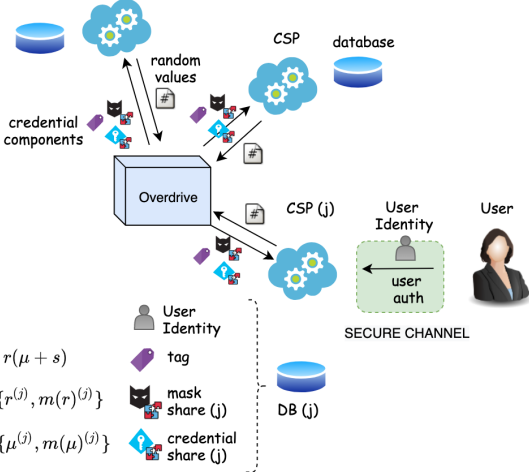 CSP
database
random
values
#
credential
components
#
Overdrive
#
CSP (j)
User
Identity
User
user
auth
SECURE CHANNEL
User
Identity
r(μ + s)
tag
{r^{(j)}, m(r)^{(j)}}
mask
share (j)
{μ^{(j)}, m(μ)^{(j)}}
credential
share (j)
DB (j)